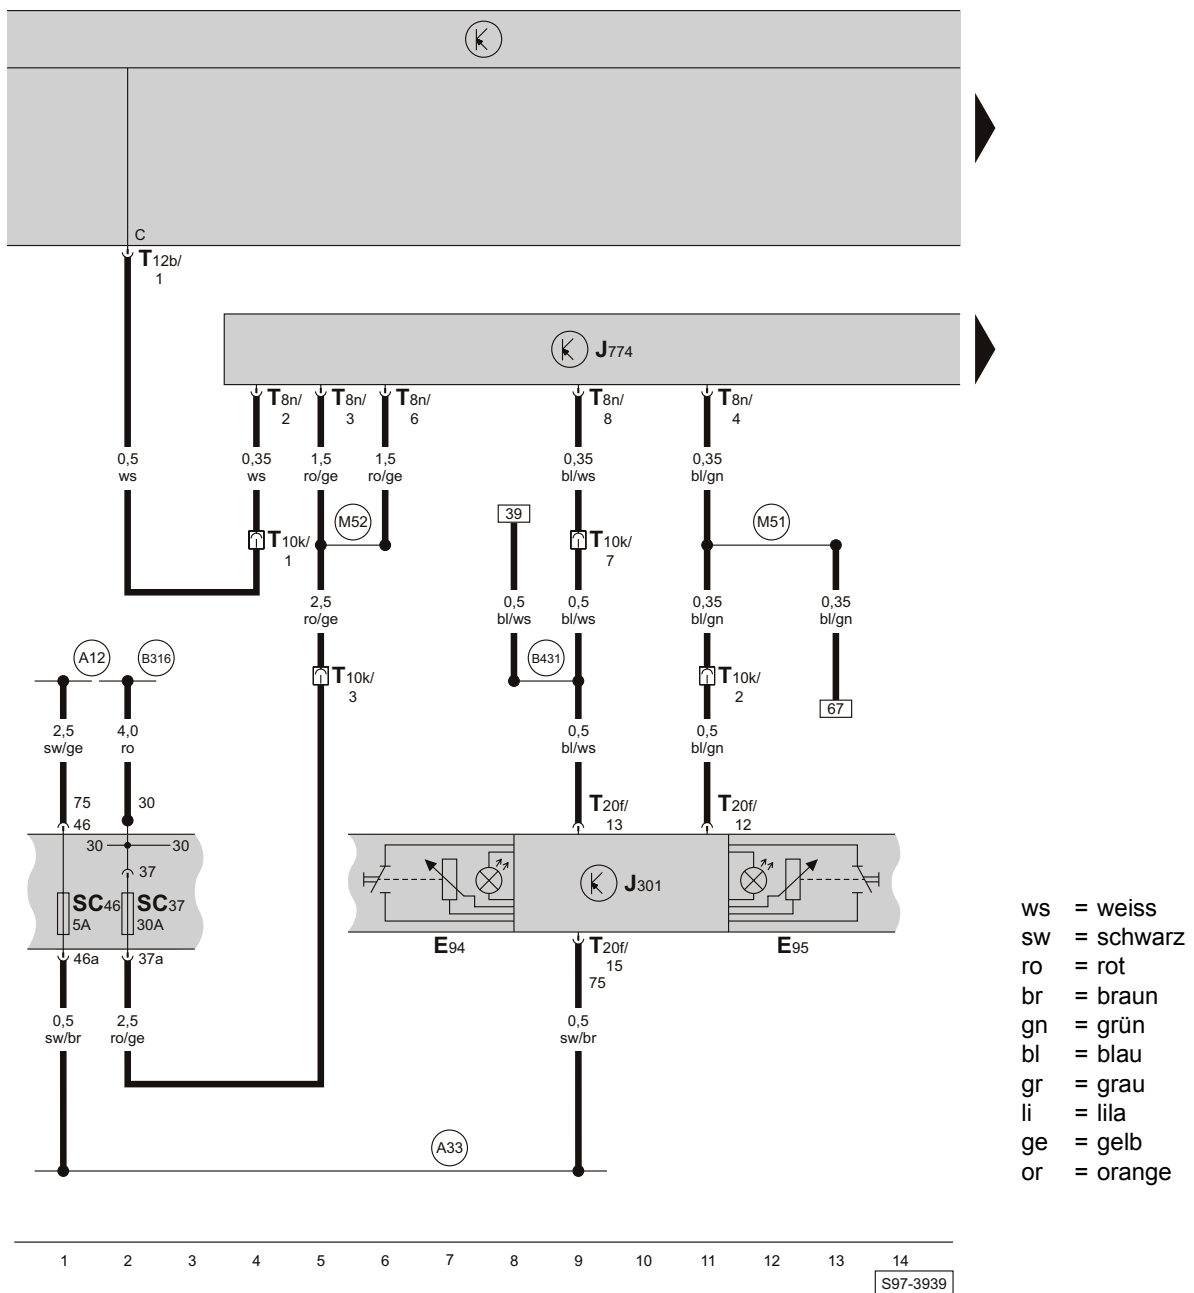 C
T12b/
1
J774
T8n/ T8n/ T8n/ T8n/ T8n/
2 3 6 8 4
0,5 0,35 1,5 1,5 0,35 0,35
ws ws ro/ge ro/ge bl/ws bl/gn
M52 39 M51
T10k/ T10k/
1 7
2,5 0,5 0,5 0,35 0,35
ro/ge bl/ws bl/ws bl/gn bl/gn
A12 B316 B431
T10k/ T10k/
3 2
67
2,5 4,0 0,5 0,5
sw/ge ro bl/ws bl/gn
75 30 T20f/ T20f/
46 13 12
30 30
37
SC46 SC37 J301
5A 30A
E94 T20f/ E95
46a 37a 15
75
0,5 2,5 0,5
sw/br ro/ge sw/br
A33
1 2 3 4 5 6 7 8 9 10 11 12 13 14
S97-3939
ws = weiss
sw = schwarz
ro = rot
br = braun
gn = grün
bl = blau
gr = grau
li = lila
ge = gelb
or = orange